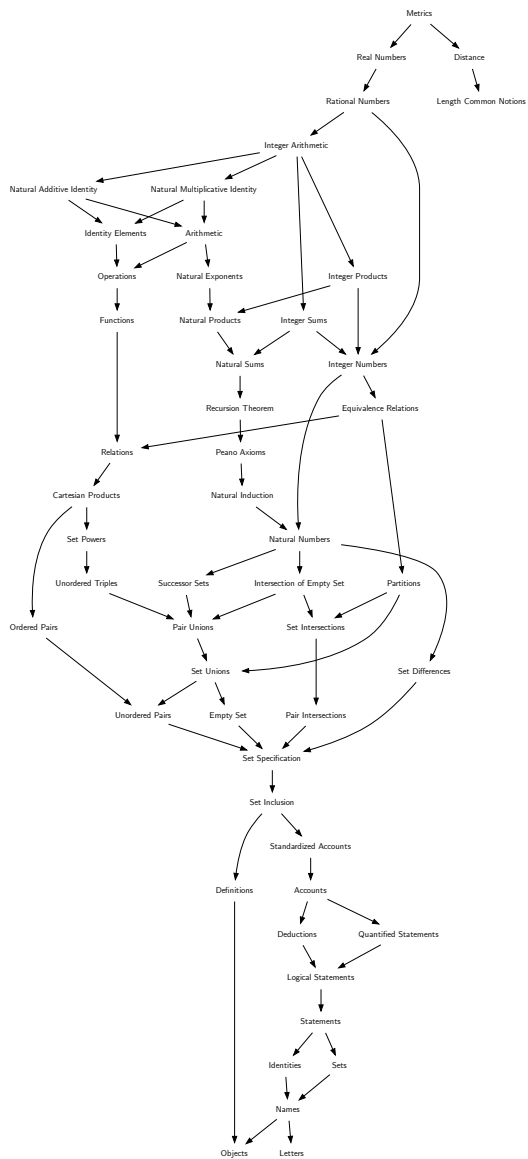 Metrics
Real Numbers
Distance
Rational Numbers
Length Common Notions
Integer Arithmetic
Natural Additive Identity
Natural Multiplicative Identity
Identity Elements
Arithmetic
Operations
Natural Exponents
Integer Products
Functions
Natural Products
Integer Sums
Natural Sums
Integer Numbers
Recursion Theorem
Equivalence Relations
Relations
Peano Axioms
Cartesian Products
Natural Induction
Set Powers
Natural Numbers
Unordered Triples
Successor Sets
Intersection of Empty Set
Partitions
Ordered Pairs
Pair Unions
Set Intersections
Set Unions
Set Differences
Unordered Pairs
Empty Set
Pair Intersections
Set Specification
Set Inclusion
Standardized Accounts
Definitions
Accounts
Deductions
Quantified Statements
Logical Statements
Statements
Identities
Sets
Names
Objects
Letters